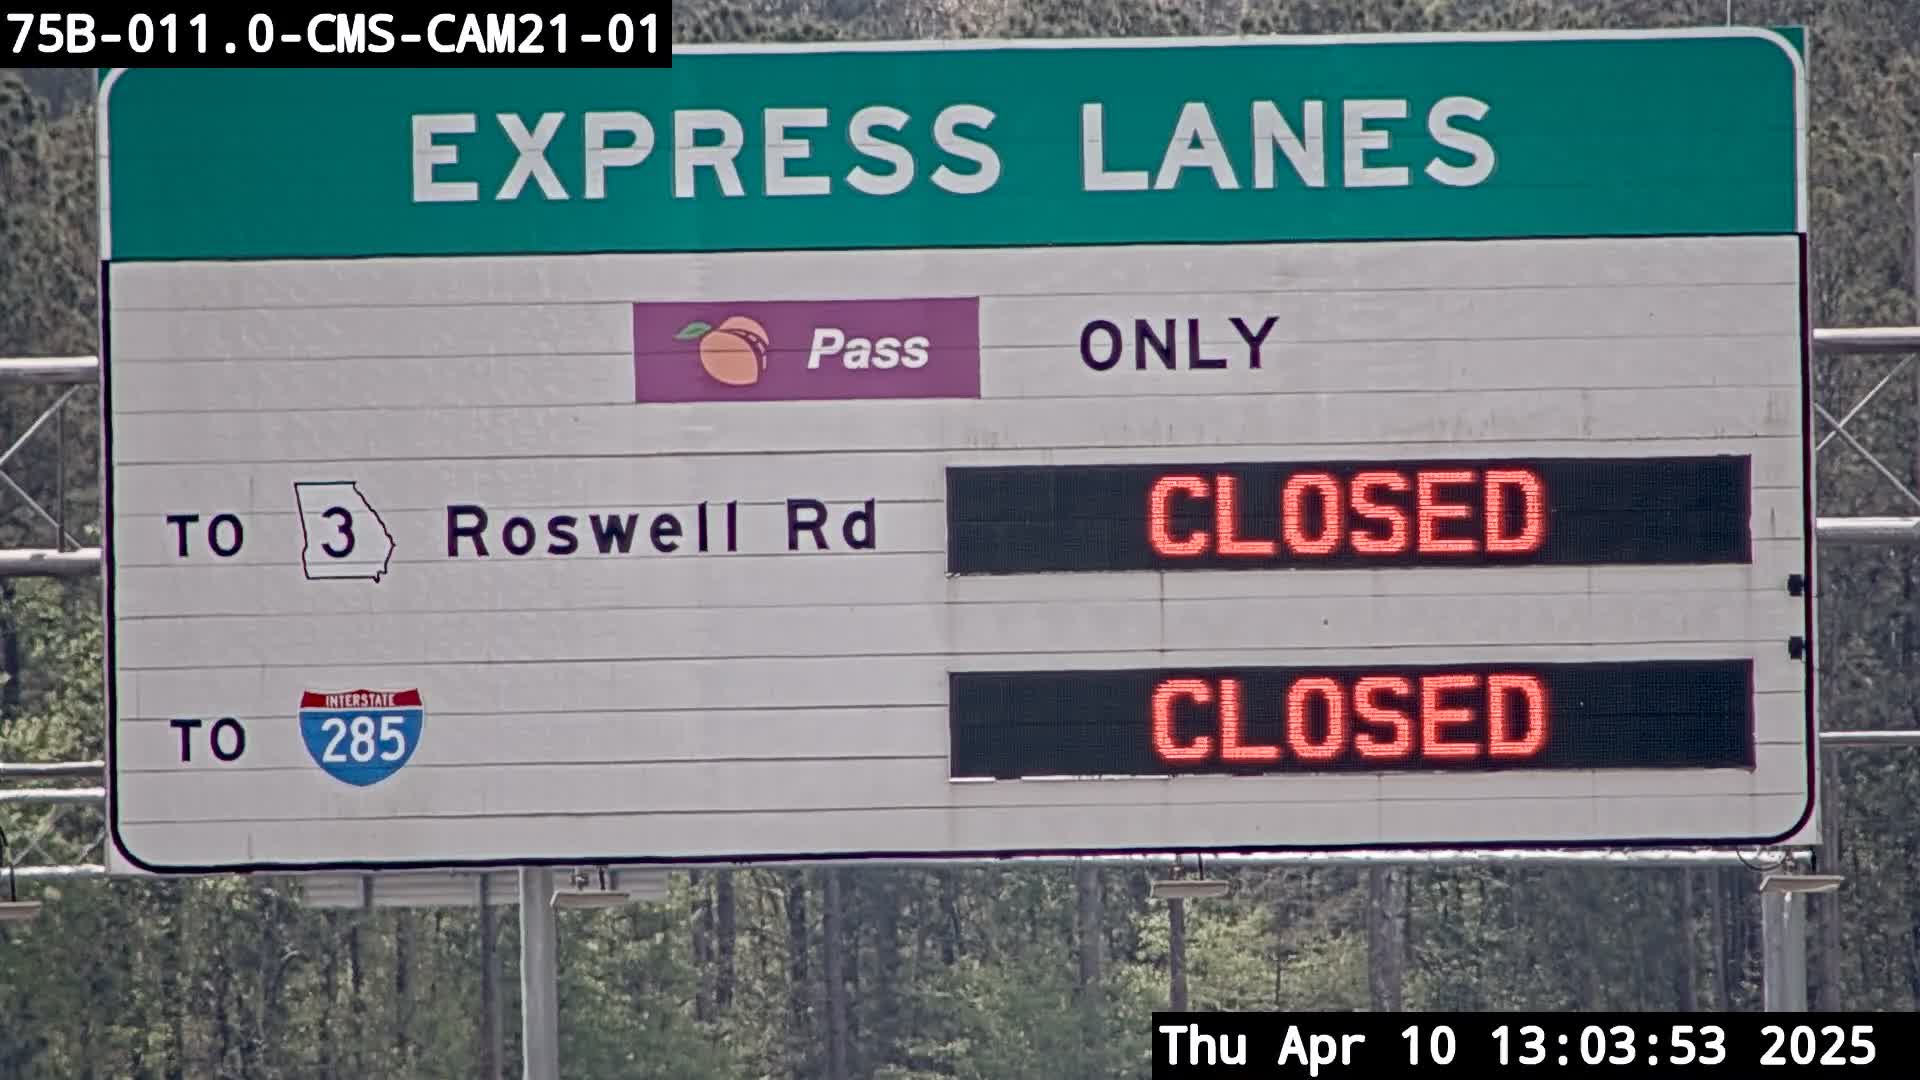 75B-011.0-CMS-CAM21-01
EXPRESS LANES
Pass ONLY
TO 3 Roswell Rd CLOSED
TO INTERSTATE 285 CLOSED
Thu Apr 10 13:03:53 2025